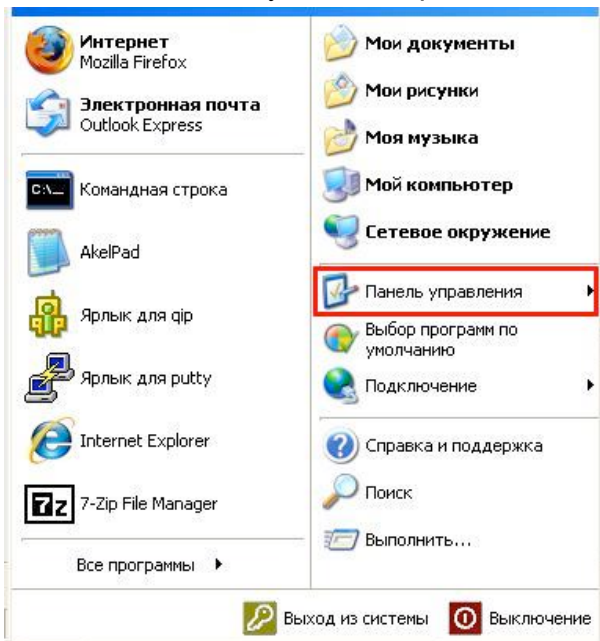 Интернет
Mozilla Firefox
Электронная почта
Outlook Express
Командная строка
AkelPad
Ярлык для qip
Ярлык для putty
Internet Explorer
7-Zip File Manager
Все программы
Мои документы
Мои рисунки
Моя музыка
Мой компьютер
Сетевое окружение
Панель управления
Выбор программ по
умолчанию
Подключение
Справка и поддержка
Поиск
Выполнить...
Выход из системы
Выключение